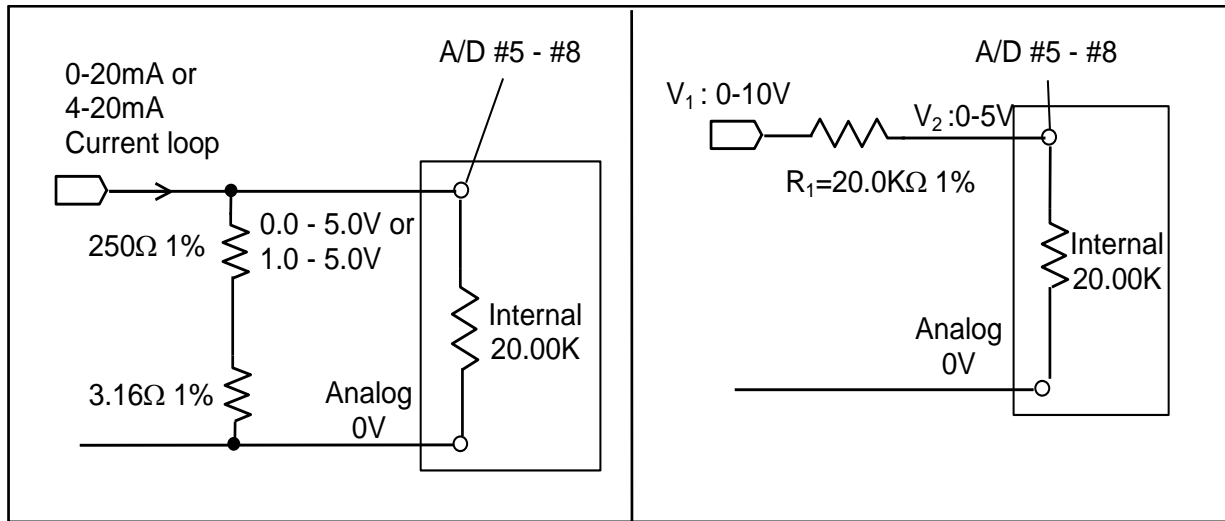 A/D #5 - #8
0-20mA or
4-20mA
Current loop
250Ω 1%
0.0 - 5.0V or
1.0 - 5.0V
Internal
20.00K
3.16Ω 1%
Analog
0V
A/D #5 - #8
V₁ : 0-10V
V₂ :0-5V
R₁=20.0KΩ 1%
Internal
20.00K
Analog
0V